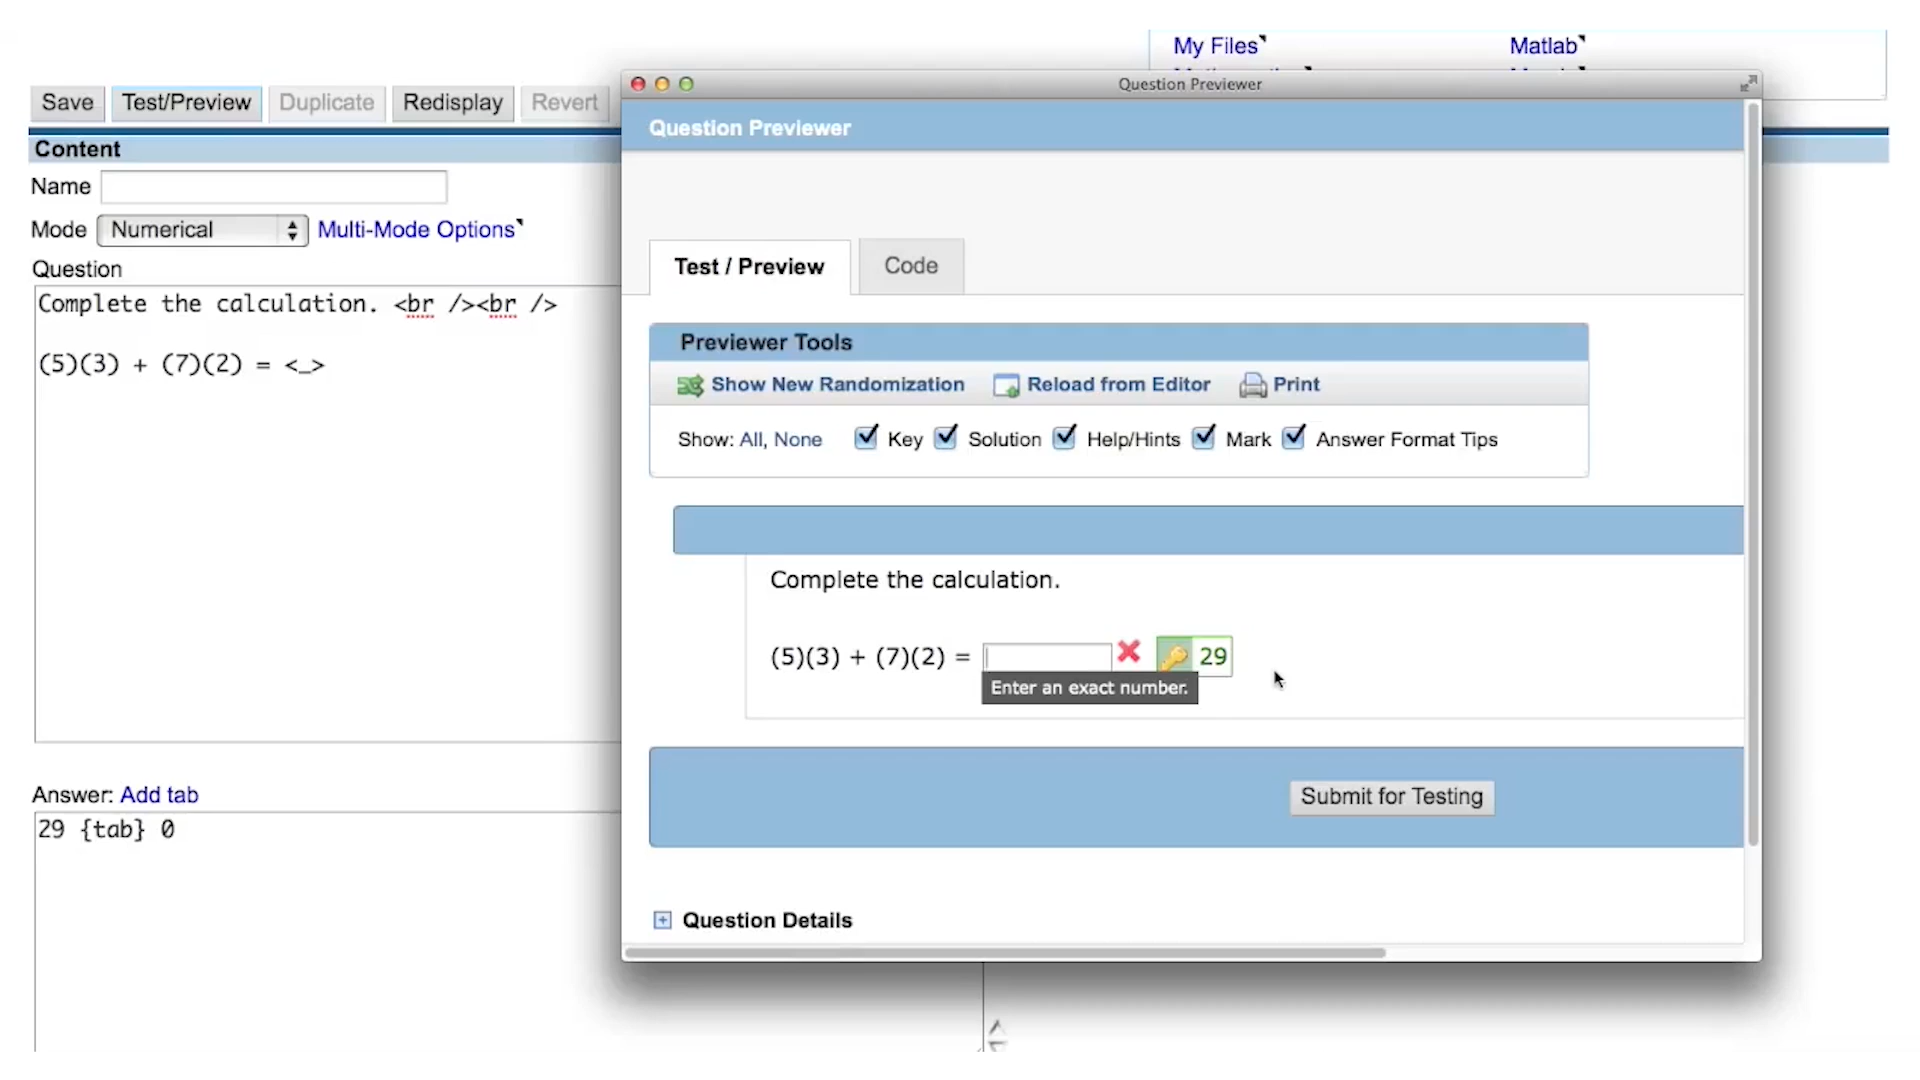 My Files
Matlab
Save
Test/Preview
Duplicate
Redisplay
Revert
Content
Name
Mode
Numerical
Multi-Mode Options
Question
Complete the calculation. <br /><br />
(5)(3) + (7)(2) = <_>
Answer: Add tab
29 {tab} 0
Question Previewer
Question Previewer
Test / Preview
Code
Previewer Tools
Show New Randomization
Reload from Editor
Print
Show: All, None
Key
Solution
Help/Hints
Mark
Answer Format Tips
Complete the calculation.
(5)(3) + (7)(2) =
29
Enter an exact number.
Submit for Testing
Question Details